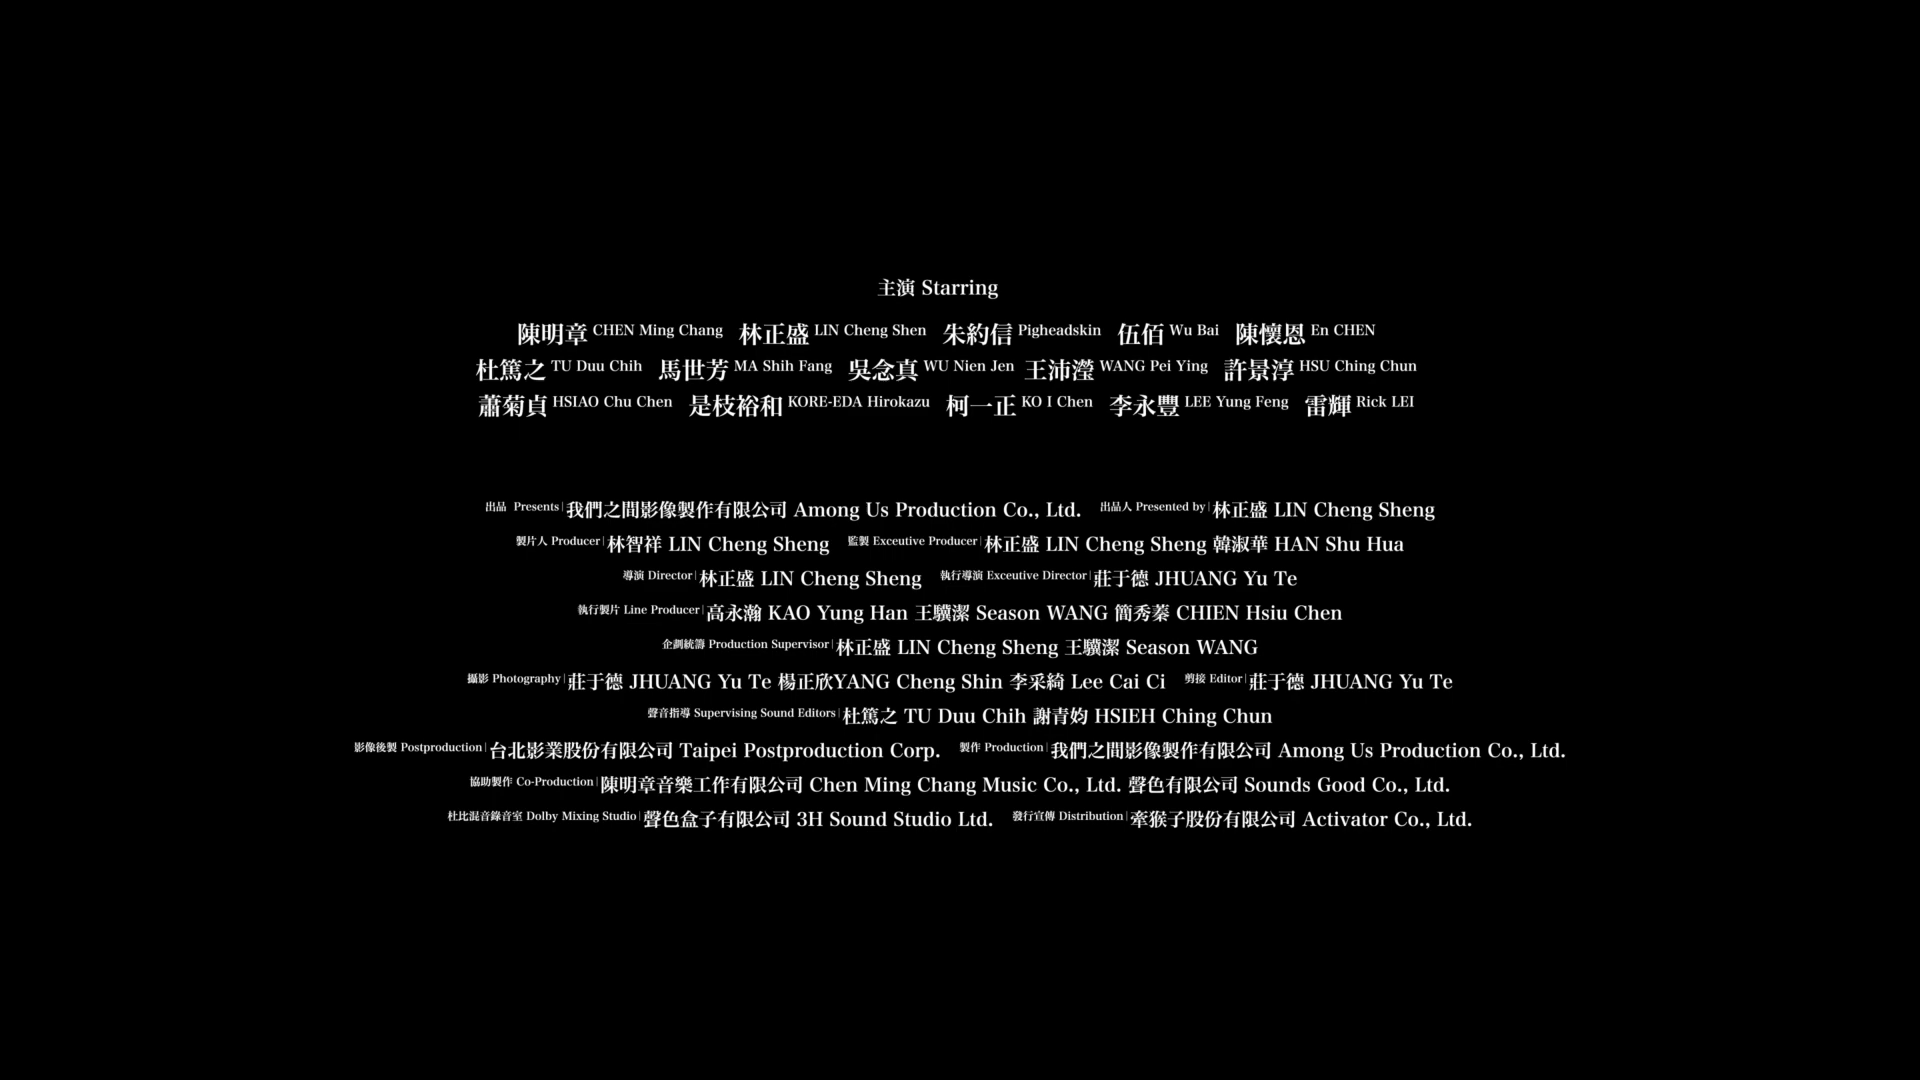 主演 Starring
陳明章 CHEN Ming Chang 林正盛 LIN Cheng Shen 朱約信 Pigheadskin 伍佰 Wu Bai 陳懷恩 En CHEN
杜篤之 TU Duu Chih 馬世芳 MA Shih Fang 吳念真 WU Nien Jen 王沛瀅 WANG Pei Ying 許景淳 HSU Ching Chun
蕭菊貞 HSIAO Chu Chen 是枝裕和 KORE-EDA Hirokazu 柯一正 KO I Chen 李永豐 LEE Yung Feng 雷輝 Rick LEI
出品 Presents | 我們之間影像製作有限公司 Among Us Production Co., Ltd. 出品人 Presented by | 林正盛 LIN Cheng Sheng
製片人 Producer | 林智祥 LIN Cheng Sheng 監製 Exceutive Producer | 林正盛 LIN Cheng Sheng 韓淑華 HAN Shu Hua
導演 Director | 林正盛 LIN Cheng Sheng 執行導演 Exceutive Director | 莊于德 JHUANG Yu Te
執行製片 Line Producer | 高永瀚 KAO Yung Han 王驥潔 Season WANG 簡秀蓁 CHIEN Hsiu Chen
企劃統籌 Production Supervisor | 林正盛 LIN Cheng Sheng 王驥潔 Season WANG
攝影 Photography | 莊于德 JHUANG Yu Te 楊正欣YANG Cheng Shin 李采綺 Lee Cai Ci 剪接 Editor | 莊于德 JHUANG Yu Te
聲音指導 Supervising Sound Editors | 杜篤之 TU Duu Chih 謝青㚬 HSIEH Ching Chun
影像後製 Postproduction | 台北影業股份有限公司 Taipei Postproduction Corp. 製作 Production | 我們之間影像製作有限公司 Among Us Production Co., Ltd.
協助製作 Co-Production | 陳明章音樂工作有限公司 Chen Ming Chang Music Co., Ltd. 聲色有限公司 Sounds Good Co., Ltd.
杜比混音錄音室 Dolby Mixing Studio | 聲色盒子有限公司 3H Sound Studio Ltd. 發行宣傳 Distribution | 牽猴子股份有限公司 Activator Co., Ltd.